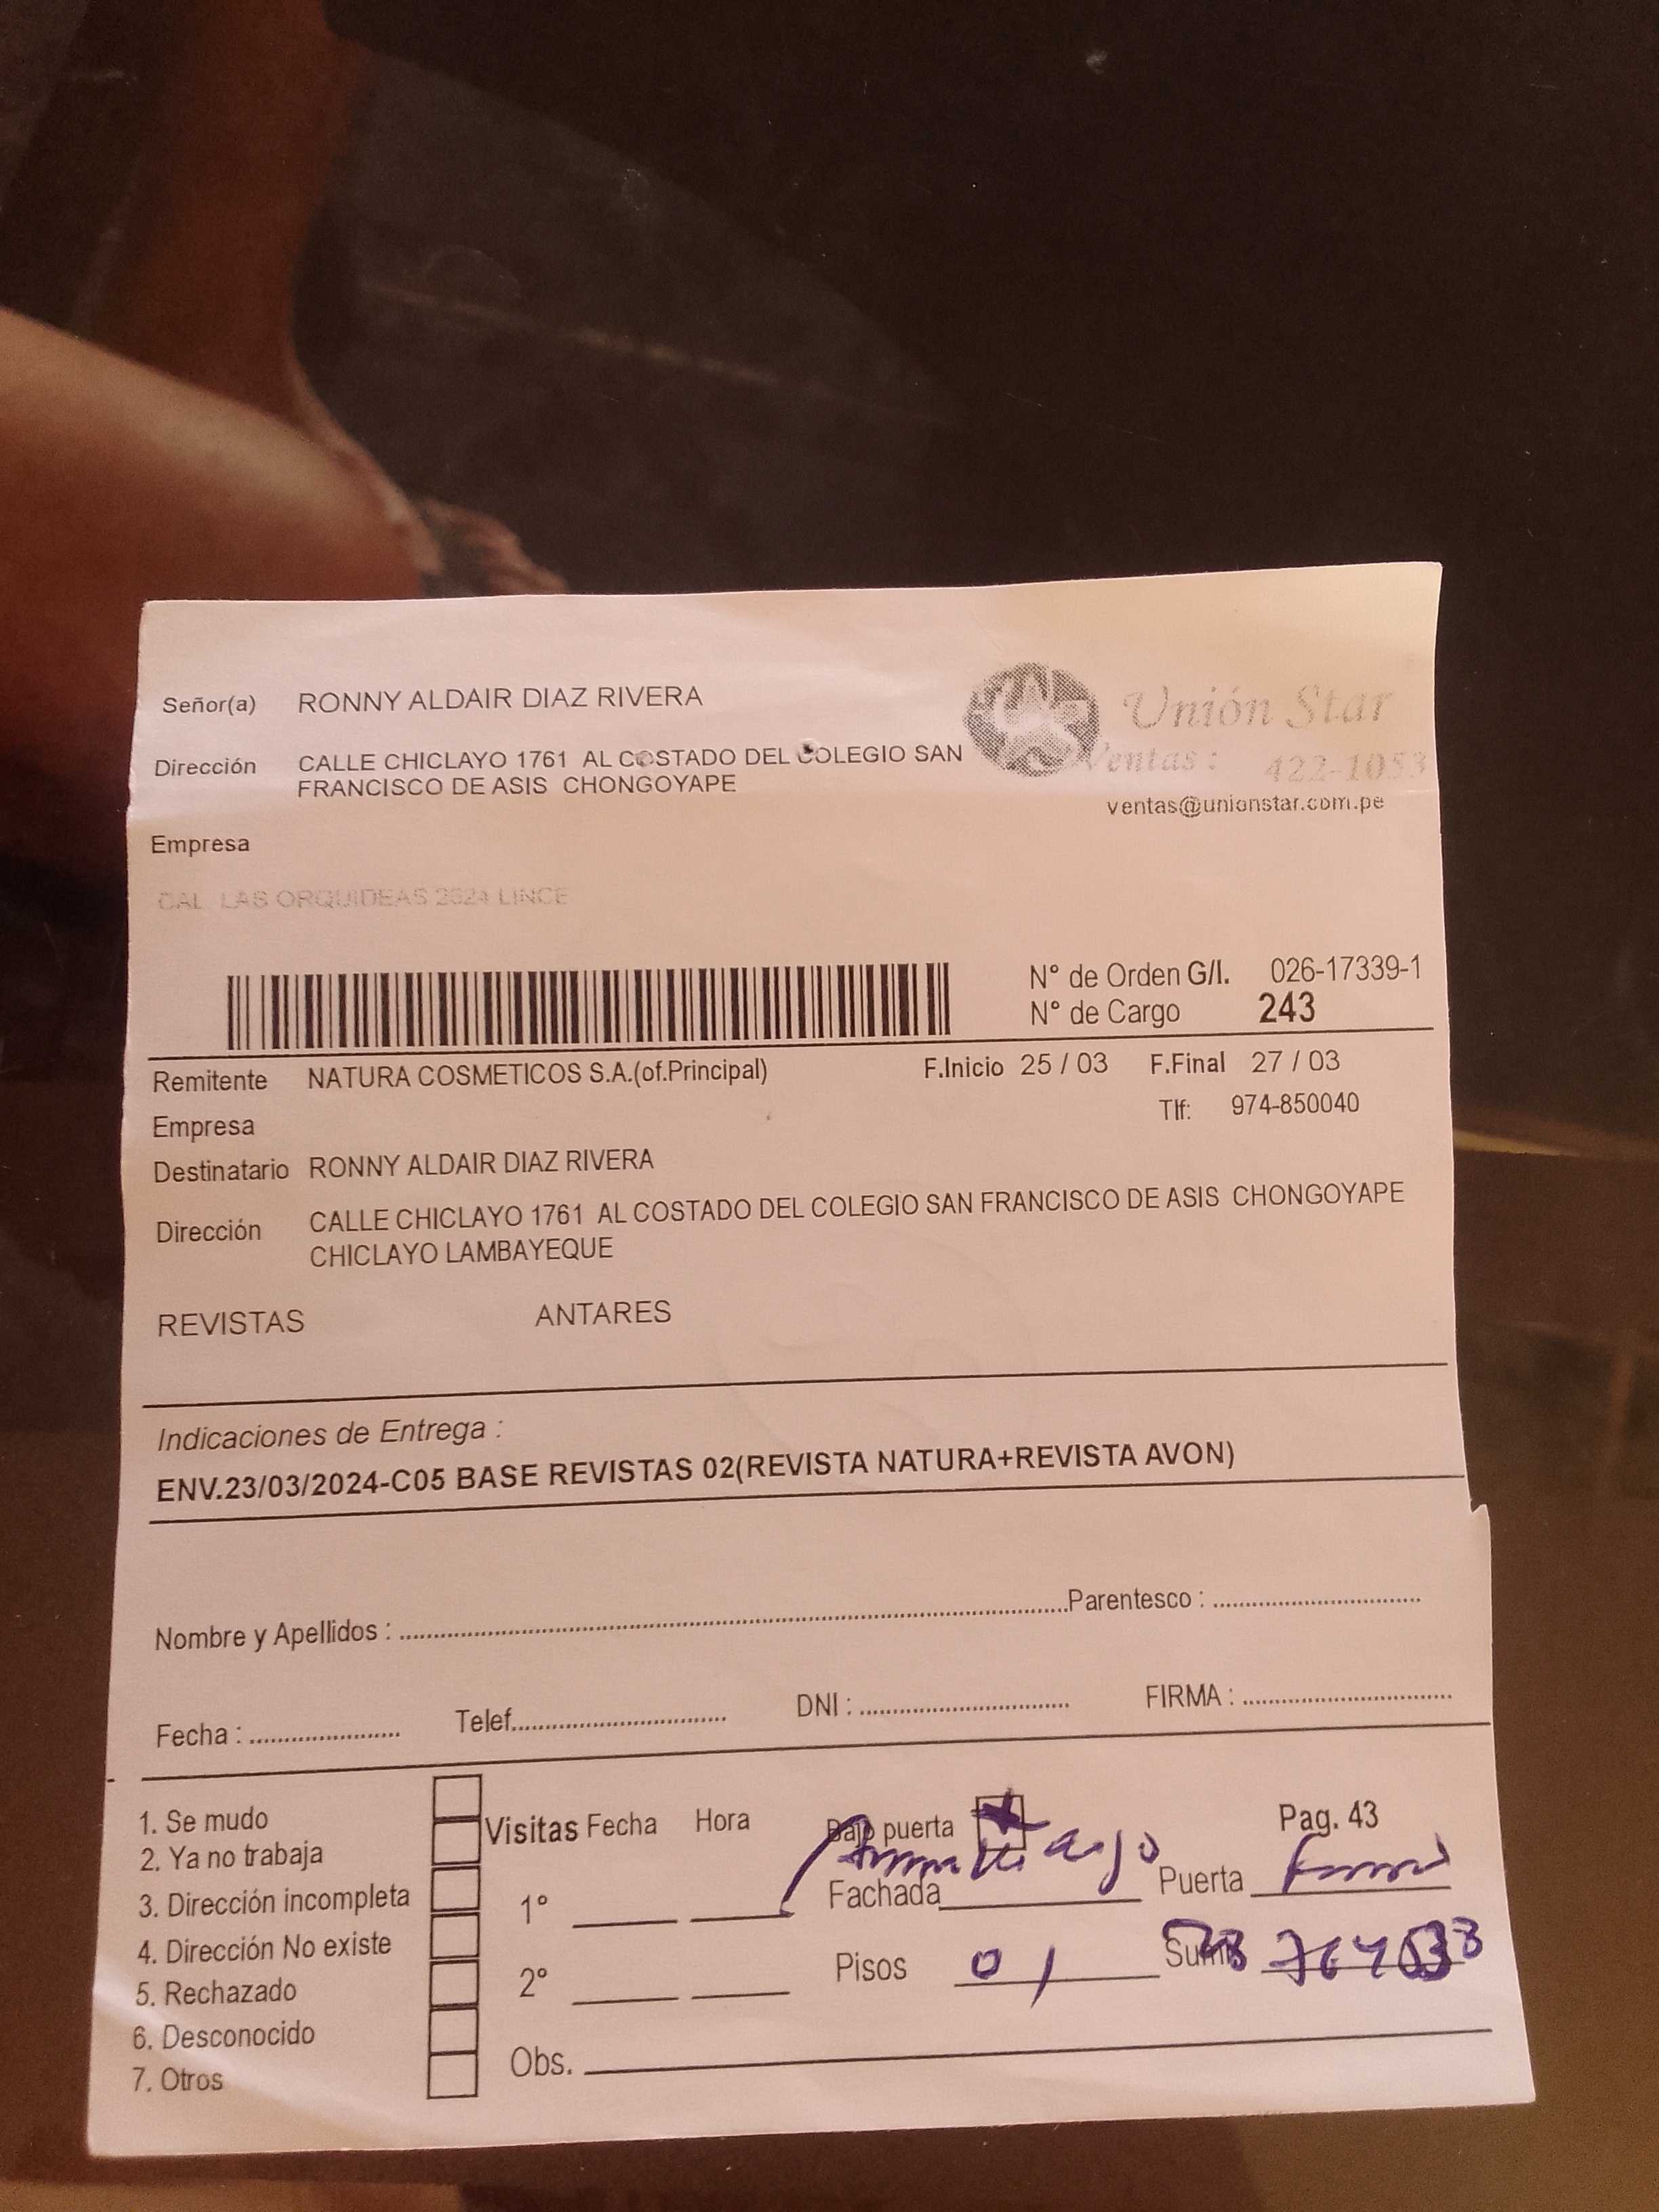 Señor(a) RONNY ALDAIR DIAZ RIVERA
Unión Star
Dirección CALLE CHICLAYO 1761 AL COSTADO DEL COLEGIO SAN
FRANCISCO DE ASIS CHONGOYAPE
Ventas: 422-1053
ventas@unionstar.com.pe
Empresa
CAL LAS ORQUIDEAS 2624 LINCE
N° de Orden G/I. 026-17339-1
N° de Cargo 243
Remitente NATURA COSMETICOS S.A.(of.Principal) F.Inicio 25 / 03 F.Final 27 / 03
Tlf: 974-850040
Empresa
Destinatario RONNY ALDAIR DIAZ RIVERA
Dirección CALLE CHICLAYO 1761 AL COSTADO DEL COLEGIO SAN FRANCISCO DE ASIS CHONGOYAPE
CHICLAYO LAMBAYEQUE
REVISTAS ANTARES
Indicaciones de Entrega :
ENV.23/03/2024-C05 BASE REVISTAS 02(REVISTA NATURA+REVISTA AVON)
Nombre y Apellidos : Parentesco :
Fecha : Telef. DNI : FIRMA :
1. Se mudo
2. Ya no trabaja
3. Dirección incompleta
4. Dirección No existe
5. Rechazado
6. Desconocido
7. Otros
Visitas Fecha Hora
1°
2°
Obs.
Bajo puerta
Pag. 43
Fachada
Puerta
Pisos 01